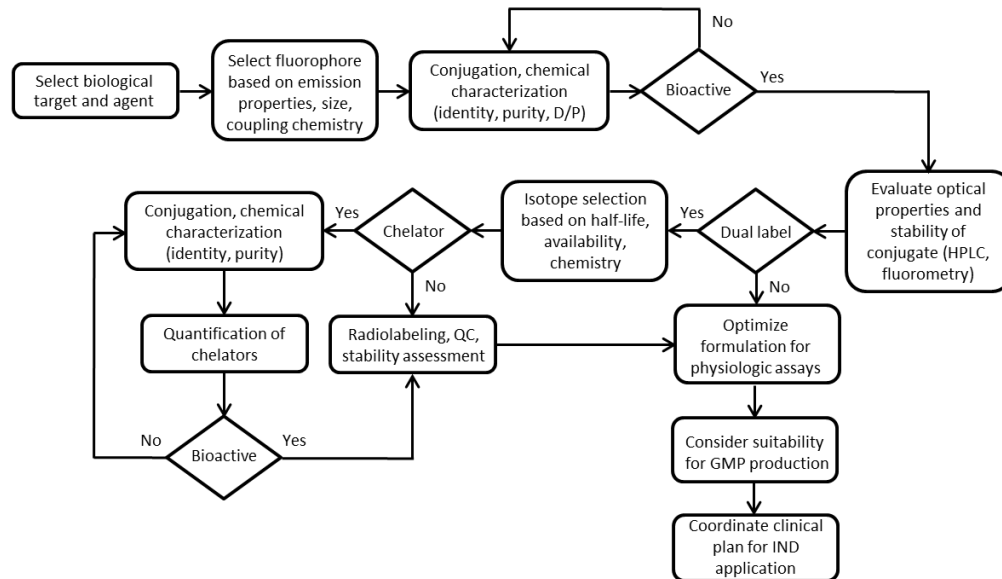 Select biological
target and agent
Select fluorophore
based on emission
properties, size,
coupling chemistry
Conjugation, chemical
characterization
(identity, purity, D/P)
No
Bioactive
Yes
Evaluate optical
properties and
stability of
conjugate (HPLC,
fluorometry)
Dual label
Yes
No
Isotope selection
based on half-life,
availability,
chemistry
Chelator
Yes
No
Conjugation, chemical
characterization
(identity, purity)
Quantification of
chelators
Bioactive
No
Yes
Radiolabeling, QC,
stability assessment
Optimize
formulation for
physiologic assays
Consider suitability
for GMP production
Coordinate clinical
plan for IND
application